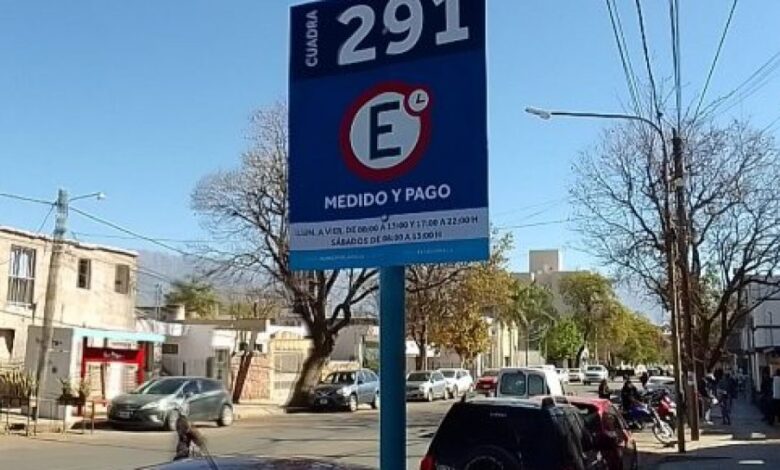 CUADRA
291
E
MEDIDO Y PAGO
LUN. A VIER. DE 08:00 A 13:00 Y 17:00 A 22:00 H
SÁBADOS DE 08:00 A 13:00 H